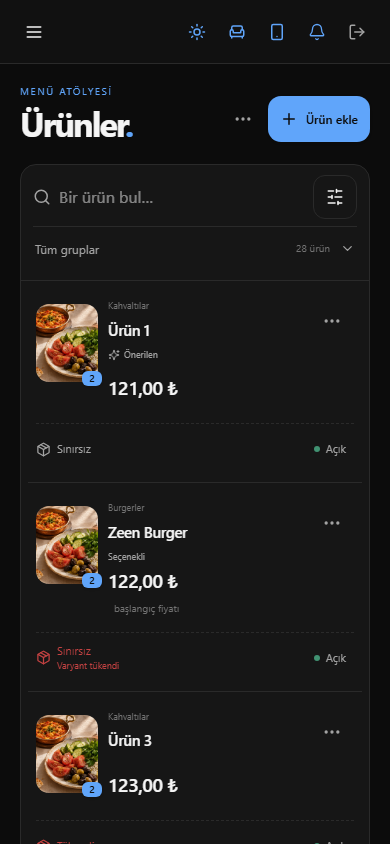 MENÜ ATÖLYESİ
Ürünler.
Ürün ekle
Bir ürün bul...
Tüm gruplar
28 ürün
Kahvaltılar
Ürün 1
Önerilen
2
121,00 ₺
Sınırsız
Açık
Burgerler
Zeen Burger
Seçenekli
2
122,00 ₺
başlangıç fiyatı
Sınırsız
Varyant tükendi
Açık
Kahvaltılar
Ürün 3
2
123,00 ₺